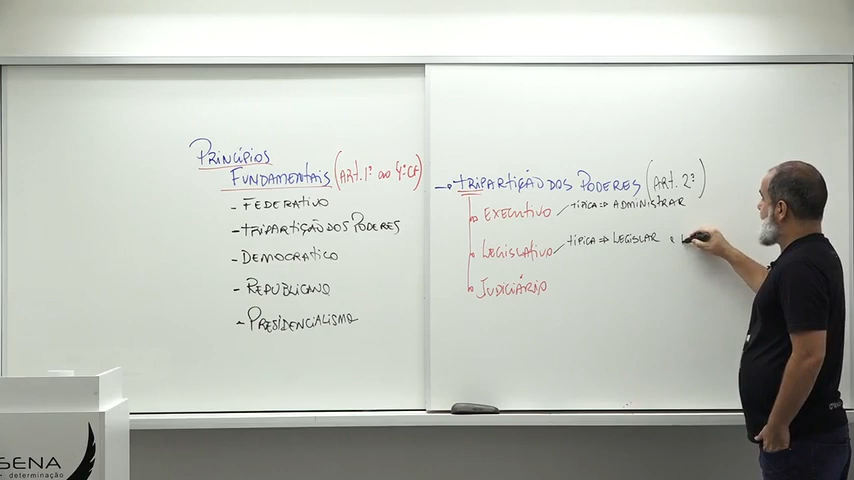 PRINCÍPIOS
FUNDAMENTAIS (ART. 1º ao 4º CF)
- FEDERATIVO
- TRIPARTIÇÃO DOS PODERES
- DEMOCRATICO
- REPUBLICANO
- PRESIDENCIALISMO
→ TRIPARTIÇÃO DOS PODERES (ART. 2º)
EXECUTIVO TÍPICA ⇒ ADMINISTRAR
LEGISLATIVO TÍPICA ⇒ LEGISLAR e
JUDICIÁRIO
SENA
determinação